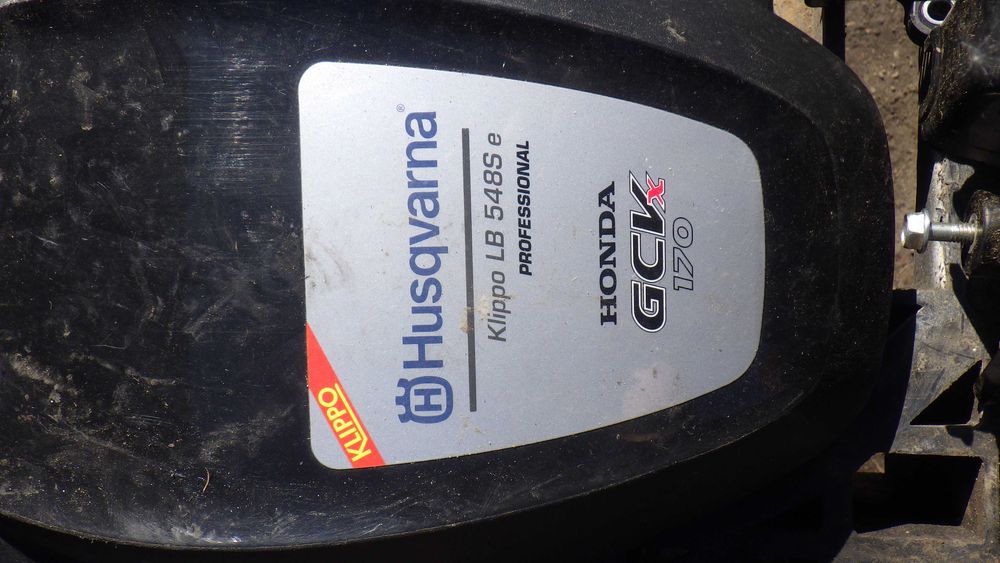 Husqvarna®
Klippo LB 548S e
PROFESSIONAL
HONDA
GCVx
170
KLIPPO